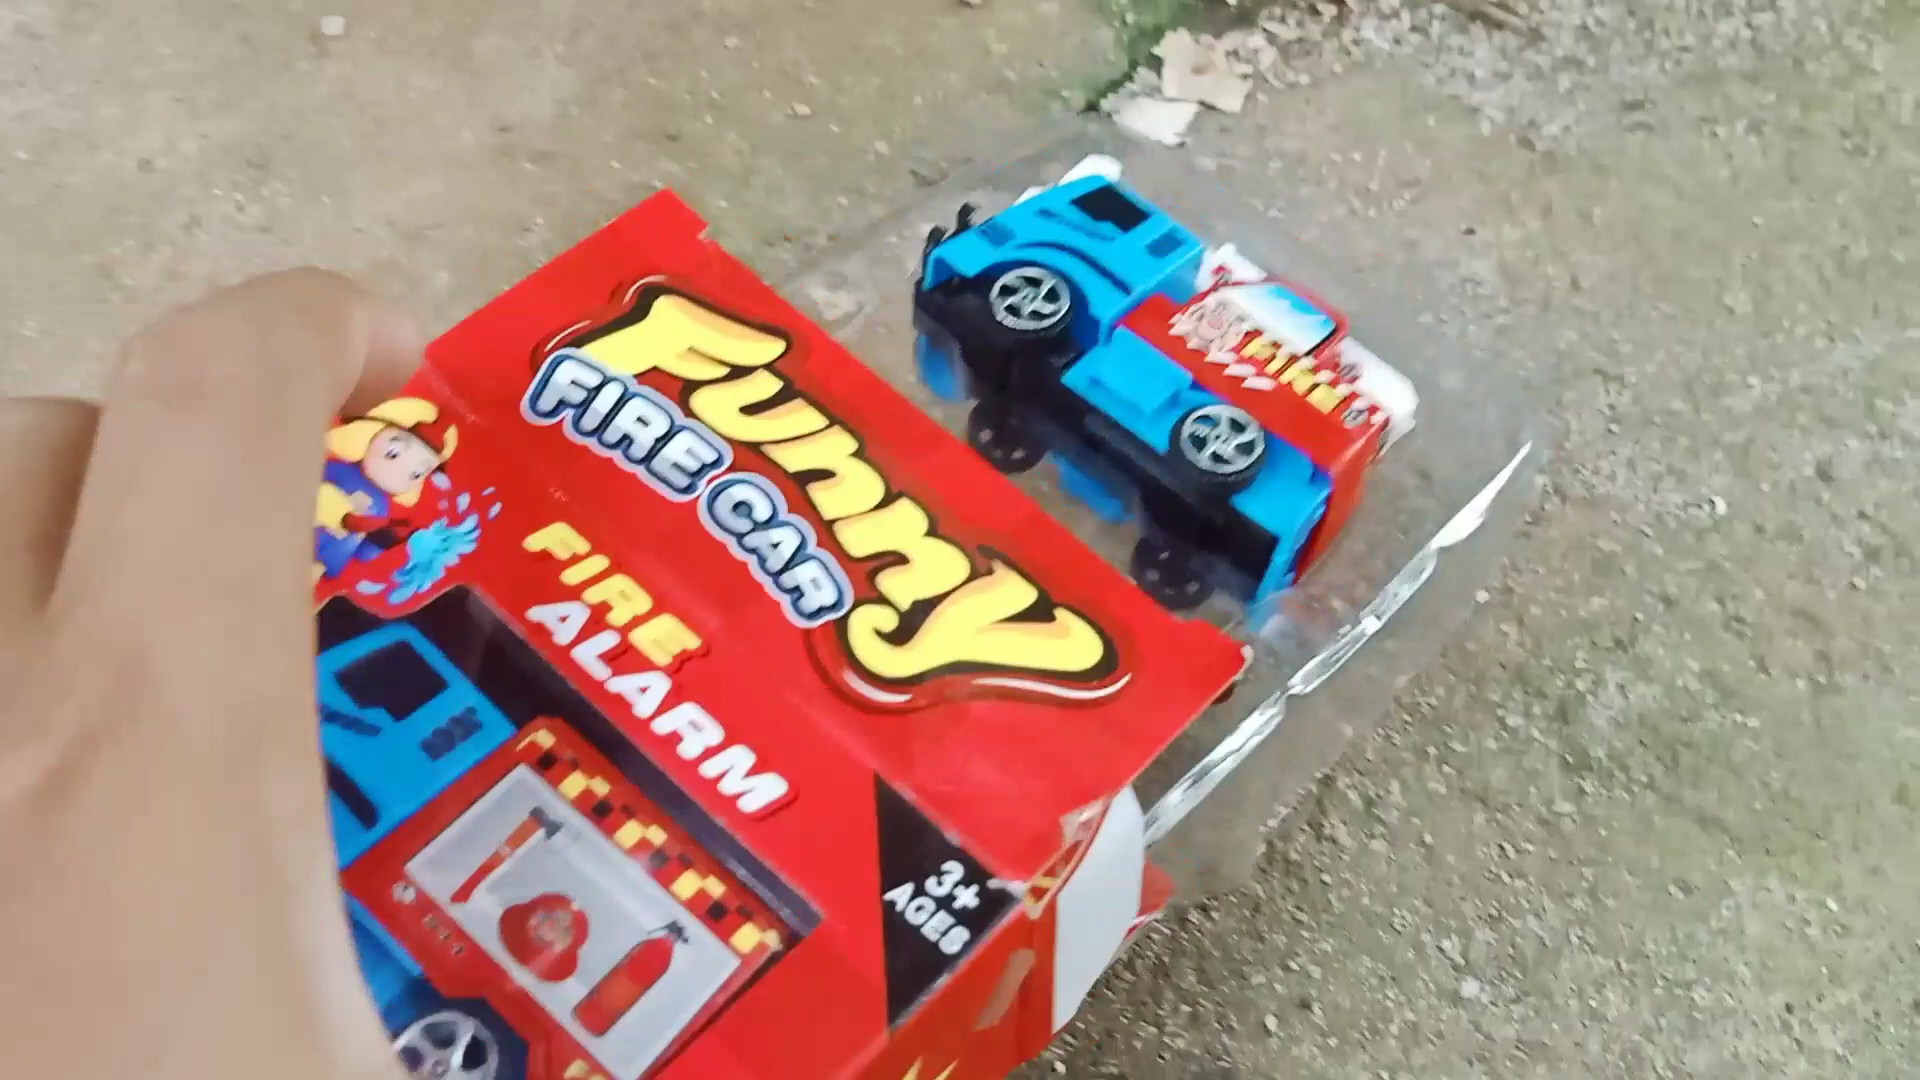 Funny
FIRE CAR
FIRE
ALARM
3+
AGES